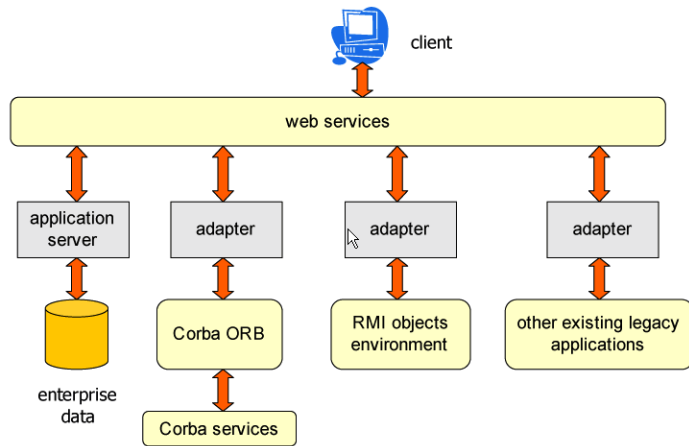 client
web services
application
server
adapter
adapter
adapter
Corba ORB
RMI objects
environment
other existing legacy
applications
enterprise
data
Corba services